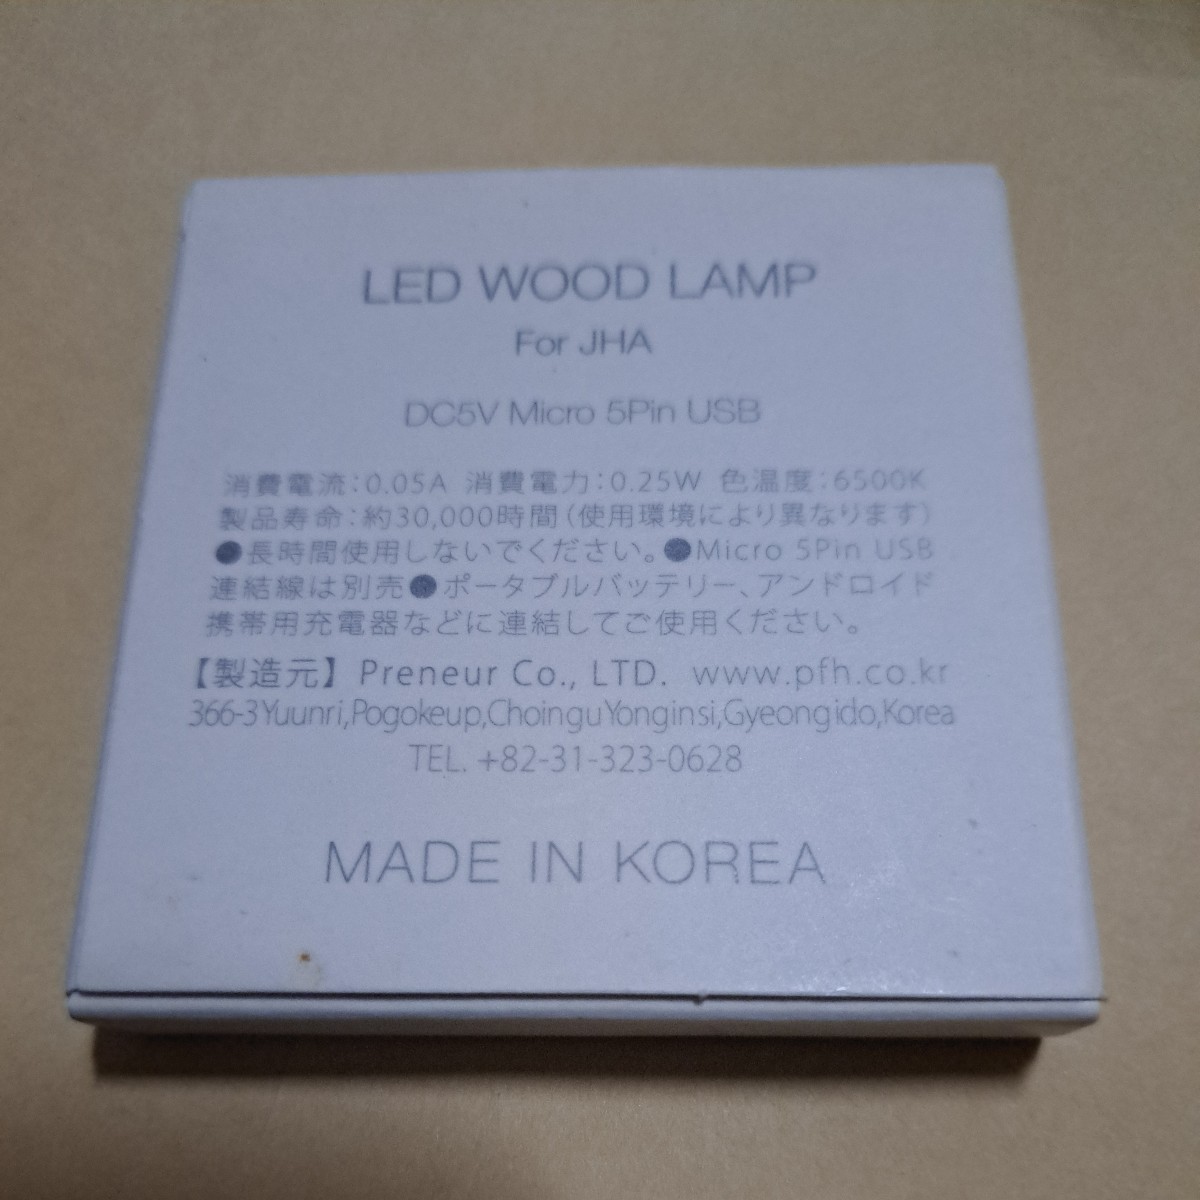 LED WOOD LAMP
For JHA
DC5V Micro 5Pin USB
消費電流:0.05A 消費電力:0.25W 色温度:6500K
製品寿命:約30,000時間(使用環境により異なります)
●長時間使用しないでください。●Micro 5Pin USB
連結線は別売●ポータブルバッテリー、アンドロイド
携帯用充電器などに連結してご使用ください。
【製造元】 Preneur Co., LTD. www.pfh.co.kr
366-3 Yuunri,Pogokeup,Choingu Yonginsi,Gyeongido,Korea
TEL. +82-31-323-0628
MADE IN KOREA